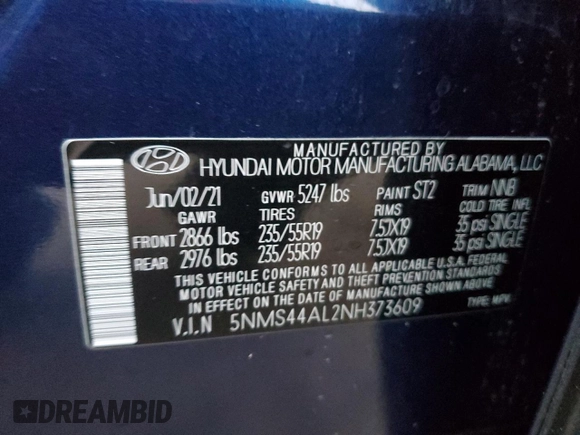 MANUFACTURED BY
HYUNDAI MOTOR MANUFACTURING ALABAMA, LLC
Jun/02/21 GVWR 5247 lbs PAINT ST2 TRIM NNB
GAWR TIRES RIMS COLD TIRE INFL
FRONT 2866 lbs 235/55R19 7.5JX19 35 psi SINGLE
REAR 2976 lbs 235/55R19 7.5JX19 35 psi SINGLE
THIS VEHICLE CONFORMS TO ALL APPLICABLE U.S.A. FEDERAL
MOTOR VEHICLE SAFETY AND THEFT PREVENTION STANDARDS
IN EFFECT ON THE DATE OF MANUFACTURE SHOWN ABOVE.
V.I.N 5NMS44AL2NH373609 TYPE: MPV
DREAMBID